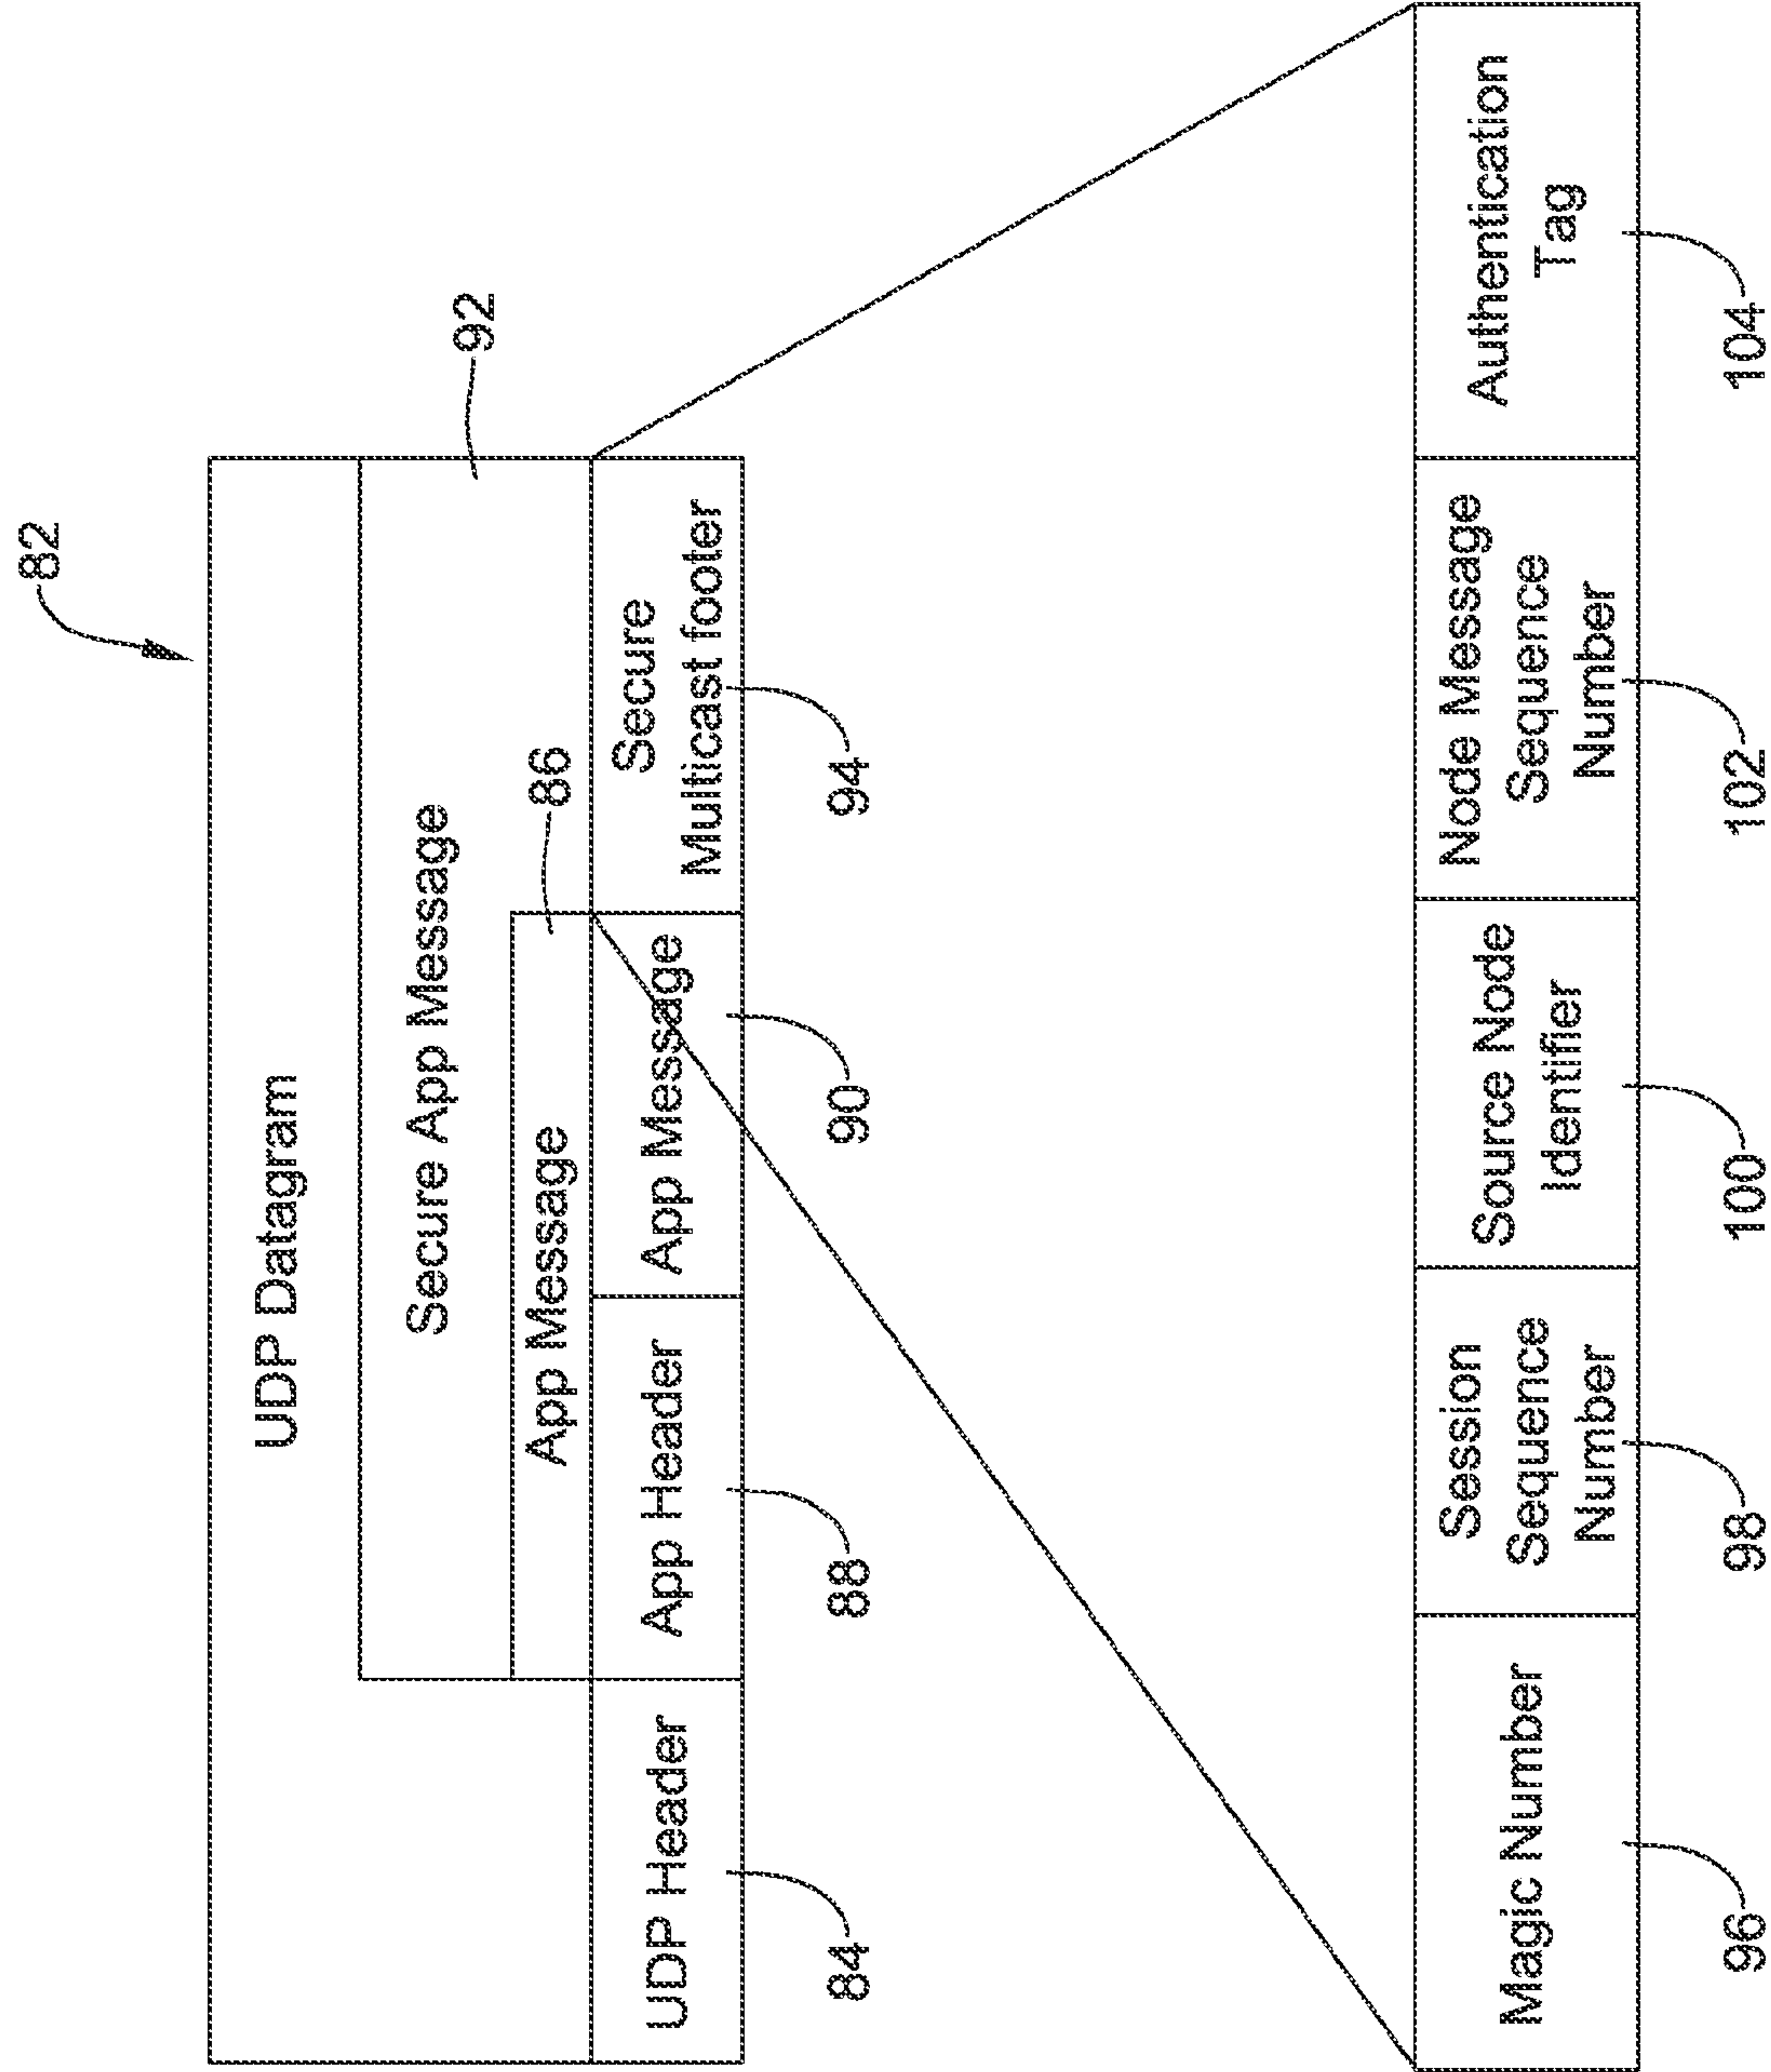 82
UDP Datagram
Secure App Message
92
App Message
86
UDP Header
App Header
App Message
Secure
Multicast footer
84
88
90
94
Magic Number
Session
Sequence
Number
Source Node
Identifier
Node Message
Sequence
Number
Authentication
Tag
96
98
100
102
104